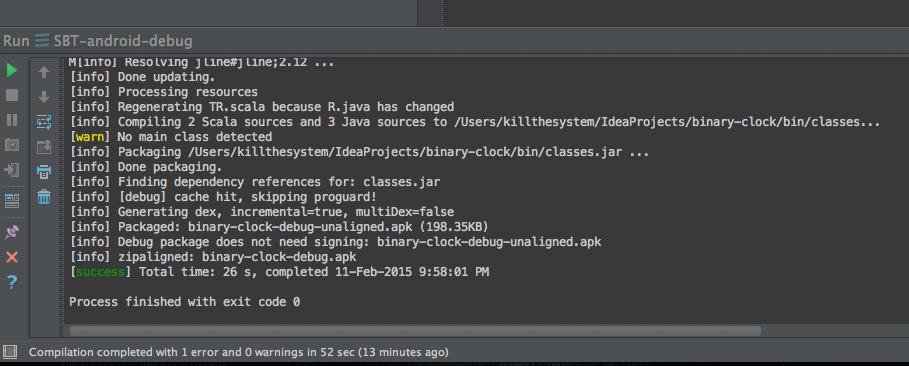 Run SBT-android-debug
M[info] Resolving jline#jline;2.12 ...
[info] Done updating.
[info] Processing resources
[info] Regenerating TR.scala because R.java has changed
[info] Compiling 2 Scala sources and 3 Java sources to /Users/killthesystem/IdeaProjects/binary-clock/bin/classes...
[warn] No main class detected
[info] Packaging /Users/killthesystem/IdeaProjects/binary-clock/bin/classes.jar ...
[info] Done packaging.
[info] Finding dependency references for: classes.jar
[info] [debug] cache hit, skipping proguard!
[info] Generating dex, incremental=true, multiDex=false
[info] Packaged: binary-clock-debug-unaligned.apk (198.35KB)
[info] Debug package does not need signing: binary-clock-debug-unaligned.apk
[info] zipaligned: binary-clock-debug.apk
[success] Total time: 26 s, completed 11-Feb-2015 9:58:01 PM
Process finished with exit code 0
Compilation completed with 1 error and 0 warnings in 52 sec (13 minutes ago)